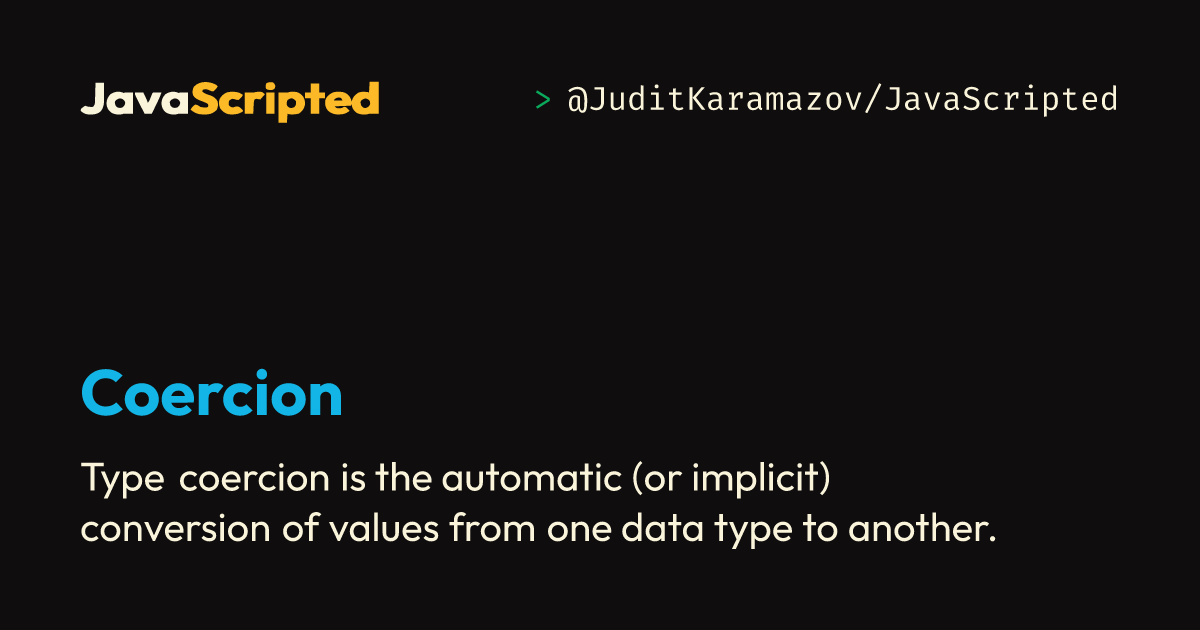 JavaScripted
> @JuditKaramazov/JavaScripted
Coercion
Type coercion is the automatic (or implicit)
conversion of values from one data type to another.